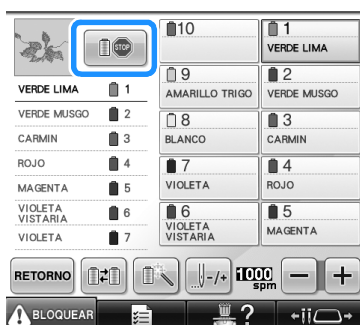 STOP
VERDE LIMA 1
VERDE MUSGO 2
CARMIN 3
ROJO 4
MAGENTA 5
VIOLETA
VISTARIA 6
VIOLETA 7
10
1
VERDE LIMA
9
AMARILLO TRIGO
2
VERDE MUSGO
8
BLANCO
3
CARMIN
7
VIOLETA
4
ROJO
6
VIOLETA
VISTARIA
5
MAGENTA
RETORNO
-/+
1000
spm
- +
BLOQUEAR
?